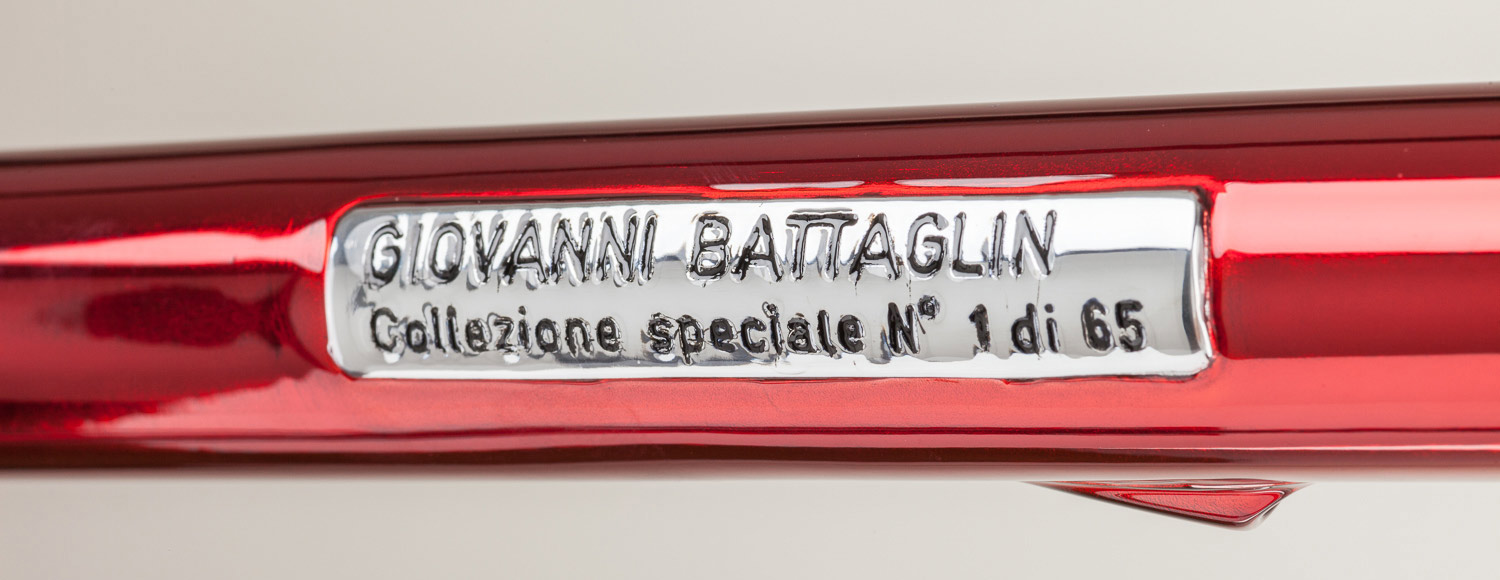 GIOVANNI BATTAGLIN
Collezione speciale N° 1 di 65